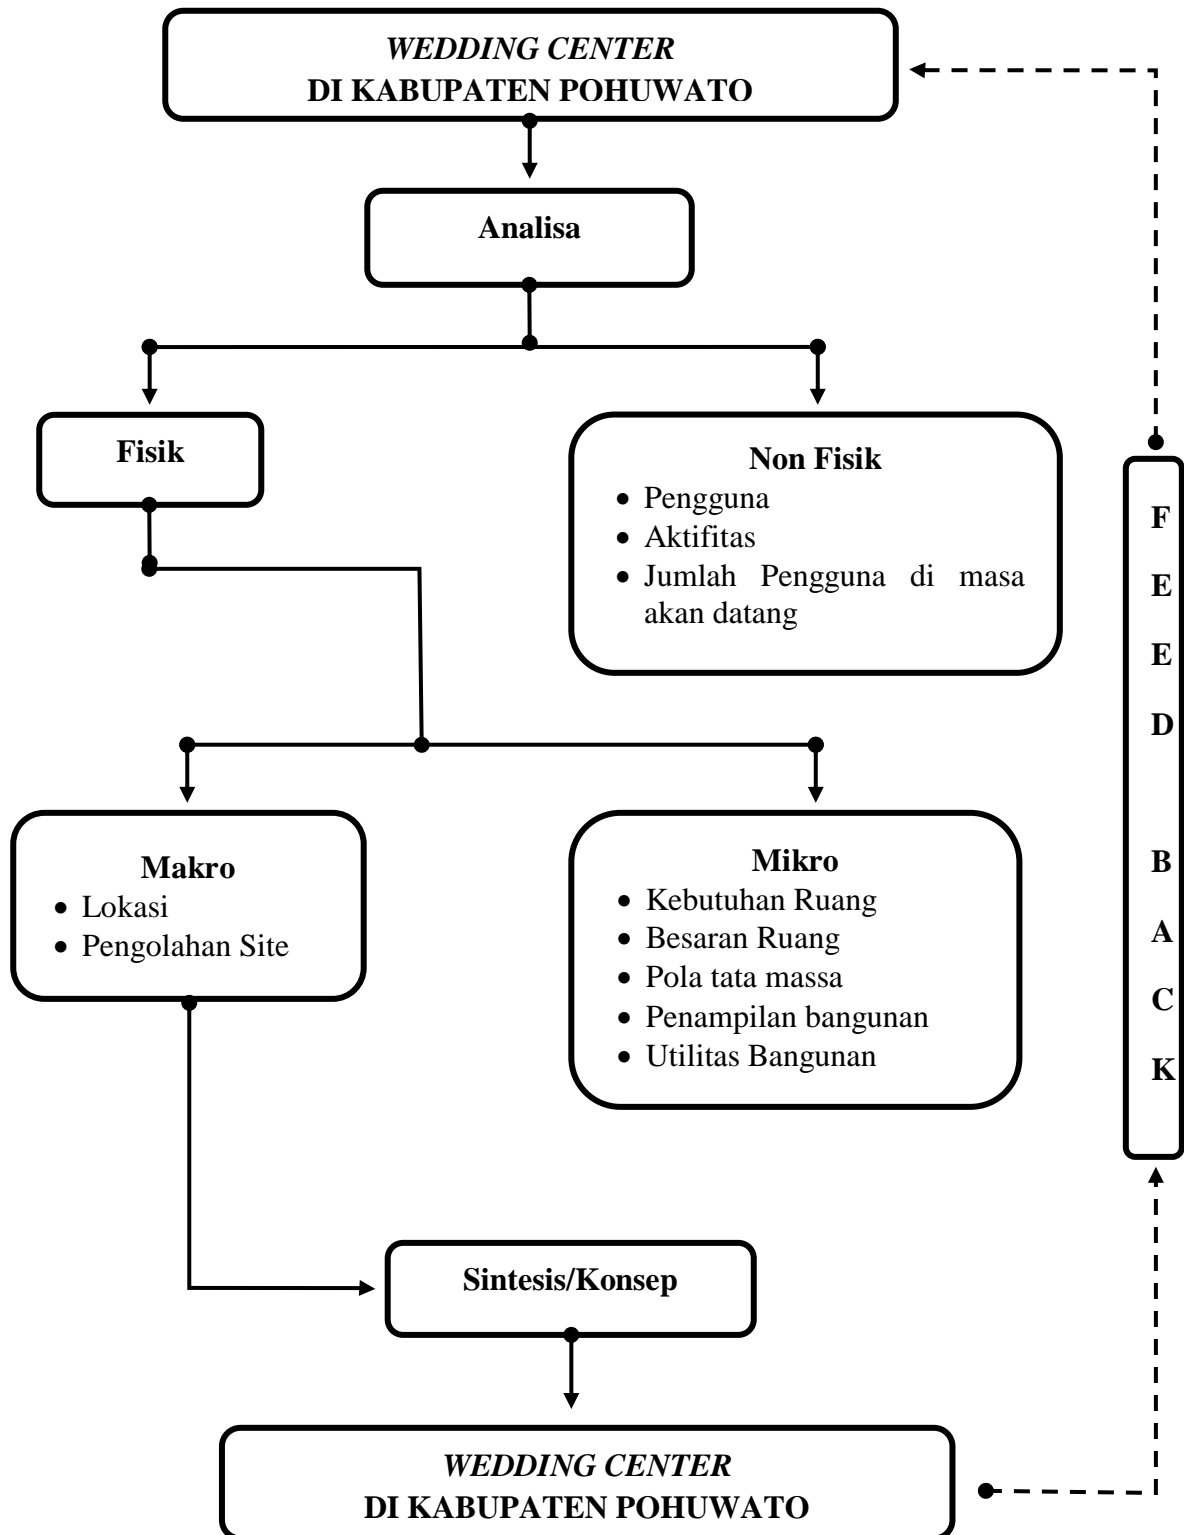 WEDDING CENTER
DI KABUPATEN POHUWATO
Analisa
Fisik
Non Fisik
• Pengguna
• Aktifitas
• Jumlah Pengguna di masa
akan datang
F
E
E
D
B
A
C
K
Makro
• Lokasi
• Pengolahan Site
Mikro
• Kebutuhan Ruang
• Besaran Ruang
• Pola tata massa
• Penampilan bangunan
• Utilitas Bangunan
Sintesis/Konsep
WEDDING CENTER
DI KABUPATEN POHUWATO